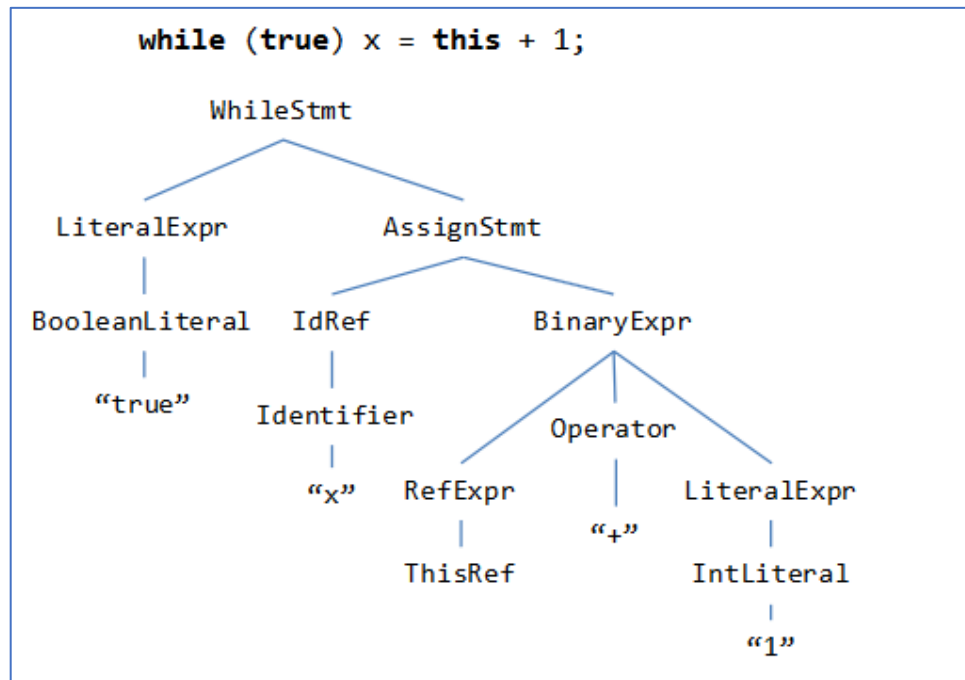 while (true) x = this + 1;
WhileStmt
LiteralExpr AssignStmt
BooleanLiteral IdRef BinaryExpr
“true” Identifier Operator
“x” RefExpr “+” LiteralExpr
ThisRef IntLiteral
“1”